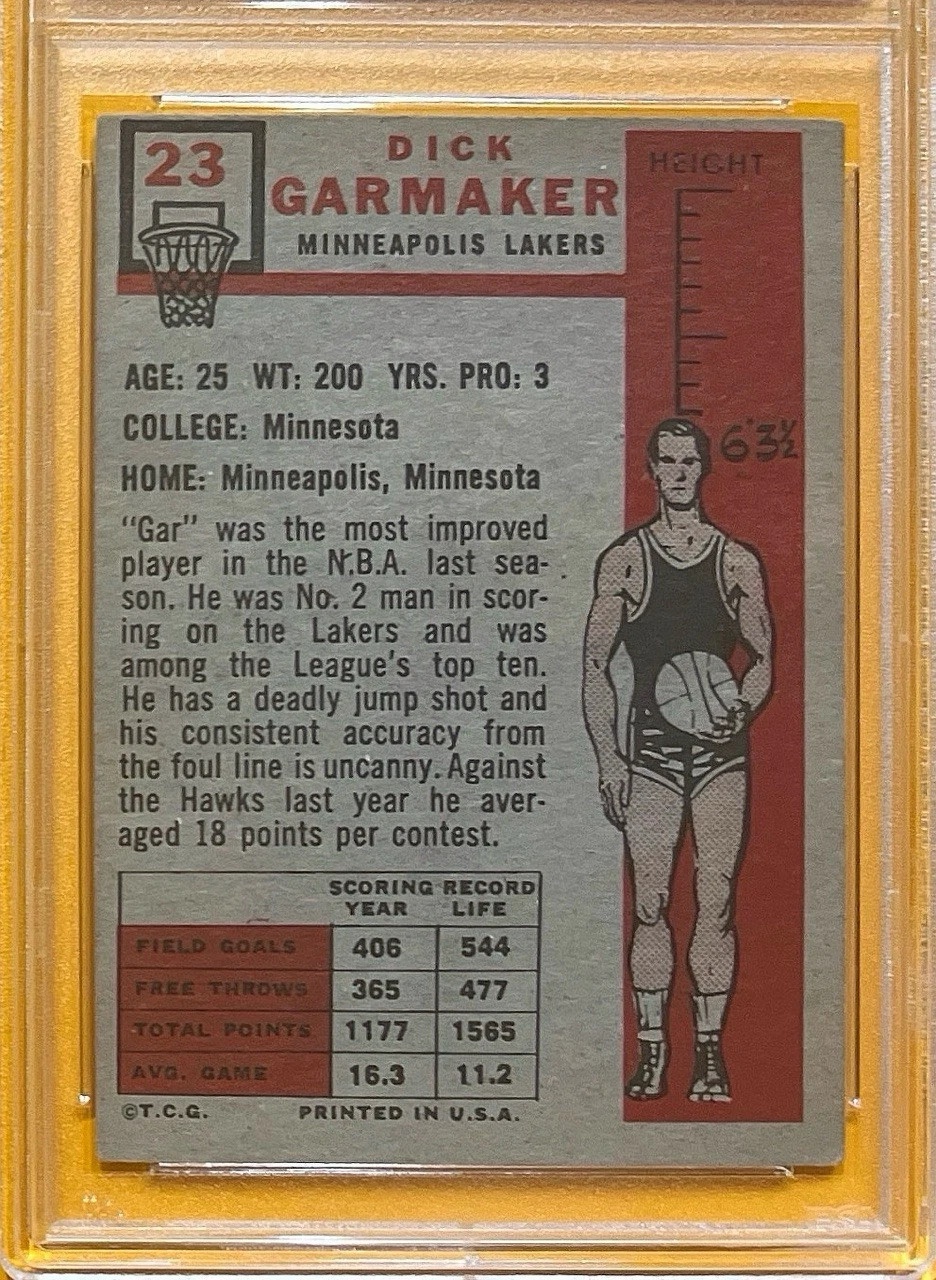 23
DICK
GARMAKER
MINNEAPOLIS LAKERS
HEIGHT
6'3½
AGE: 25 WT: 200 YRS. PRO: 3
COLLEGE: Minnesota
HOME: Minneapolis, Minnesota
"Gar" was the most improved
player in the N.B.A. last sea-
son. He was No. 2 man in scor-
ing on the Lakers and was
among the League's top ten.
He has a deadly jump shot and
his consistent accuracy from
the foul line is uncanny. Against
the Hawks last year he aver-
aged 18 points per contest.
SCORING RECORD
YEAR LIFE
FIELD GOALS 406 544
FREE THROWS 365 477
TOTAL POINTS 1177 1565
AVG. GAME 16.3 11.2
©T.C.G. PRINTED IN U.S.A.